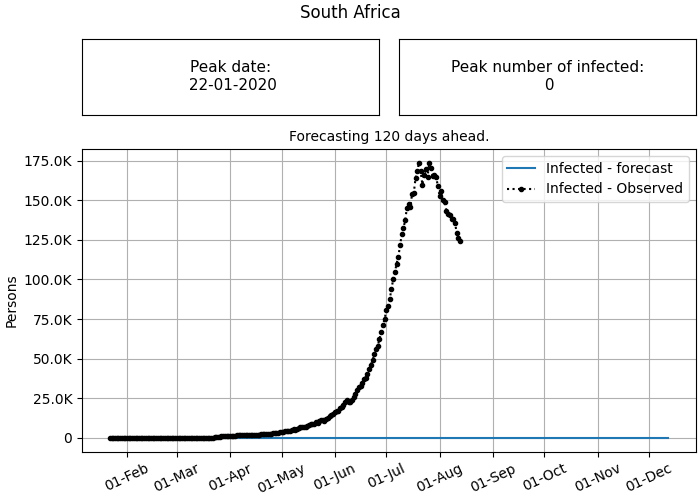 South Africa
Peak date:
22-01-2020
Peak number of infected:
0
Forecasting 120 days ahead.
Infected - forecast
Infected - Observed
Persons
175.0K
150.0K
125.0K
100.0K
75.0K
50.0K
25.0K
0
01-Feb
01-Mar
01-Apr
01-May
01-Jun
01-Jul
01-Aug
01-Sep
01-Oct
01-Nov
01-Dec